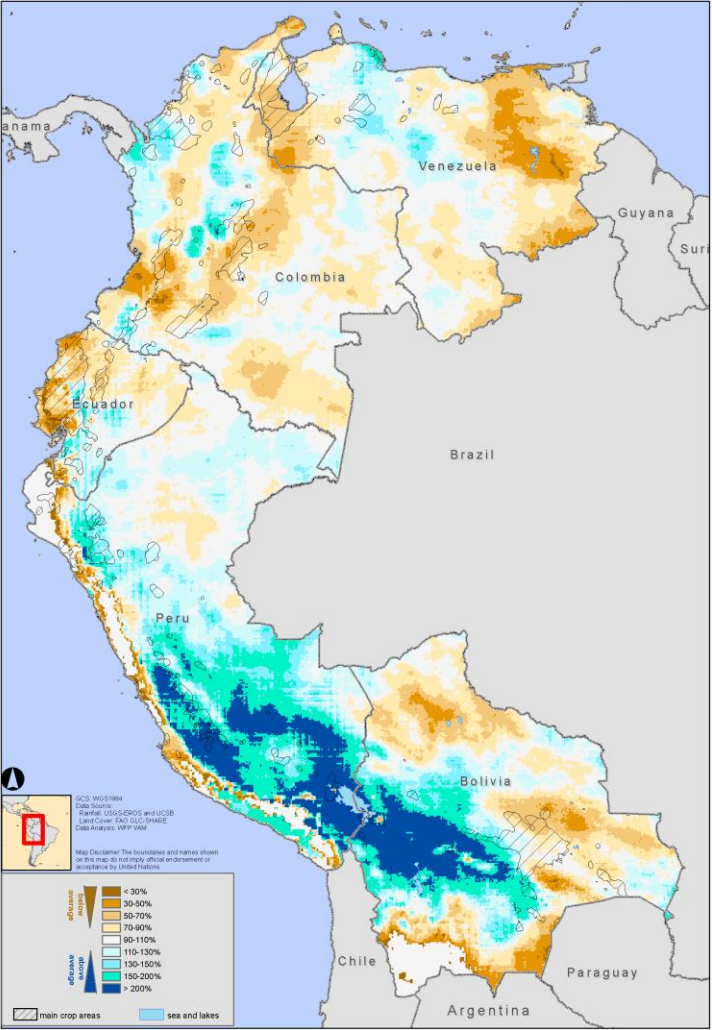 anama
Venezuela
Guyana
Suri
Colombia
Ecuador
Brazil
Peru
Bolivia
GCS: WGS1984
Data Source:
Rainfall: USGS-EROS and UCSB
Land Cover: FAO GLC-SHARE
Data Analysis: WFP VAM
Map Disclaimer The boundaries and names shown
on this map do not imply official endorsement or
acceptance by United Nations
below
average
above
average
< 30%
30-50%
50-70%
70-90%
90-110%
110-130%
130-150%
150-200%
> 200%
main crop areas
sea and lakes
Chile
Paraguay
Argentina